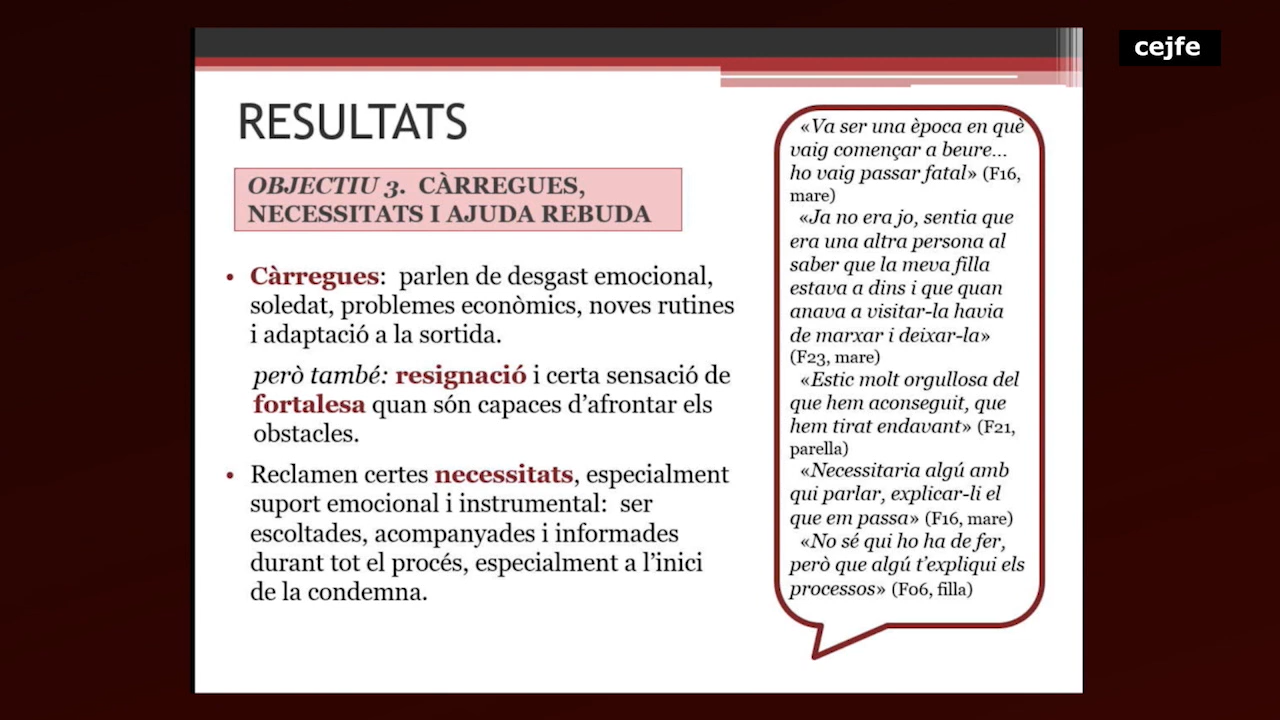 cejfe
RESULTATS
OBJECTIU 3. CÀRREGUES,
NECESSITATS I AJUDA REBUDA
• Càrregues: parlen de desgast emocional,
soledat, problemes econòmics, noves rutines
i adaptació a la sortida.
però també: resignació i certa sensació de
fortalesa quan són capaces d’afrontar els
obstacles.
• Reclamen certes necessitats, especialment
suport emocional i instrumental: ser
escoltades, acompanyades i informades
durant tot el procés, especialment a l’inici
de la condemna.
«Va ser una època en què
vaig començar a beure...
ho vaig passar fatal» (F16,
mare)
«Ja no era jo, sentia que
era una altra persona al
saber que la meva filla
estava a dins i que quan
anava a visitar-la havia
de marxar i deixar-la»
(F23, mare)
«Estic molt orgullosa del
que hem aconseguit, que
hem tirat endavant» (F21,
parella)
«Necessitaria algú amb
qui parlar, explicar-li el
que em passa» (F16, mare)
«No sé qui ho ha de fer,
però que algú t’expliqui els
processos» (F06, filla)